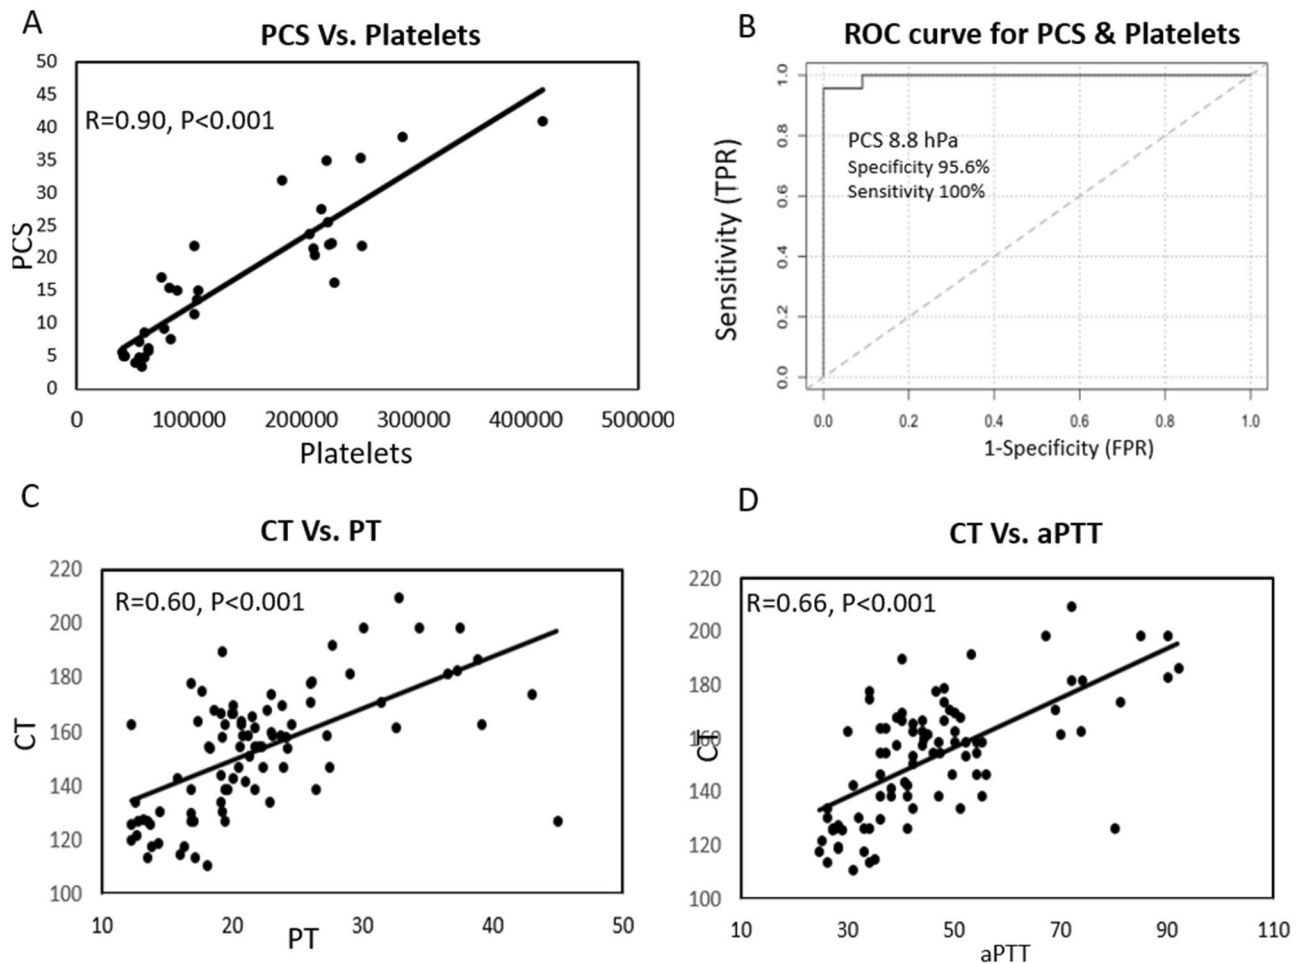 A
PCS Vs. Platelets
50
45
40
35
30
25
20
15
10
5
0
R=0.90, P<0.001
PCS
0 100000 200000 300000 400000 500000
Platelets
B
ROC curve for PCS & Platelets
1.0
0.8
0.6
0.4
0.2
0.0
PCS 8.8 hPa
Specificity 95.6%
Sensitivity 100%
Sensitivity (TPR)
0.0 0.2 0.4 0.6 0.8 1.0
1-Specificity (FPR)
C
CT Vs. PT
220
200
180
160
140
120
100
R=0.60, P<0.001
CT
10 20 30 40 50
PT
D
CT Vs. aPTT
220
200
180
160
140
120
100
R=0.66, P<0.001
CT
10 30 50 70 90 110
aPTT